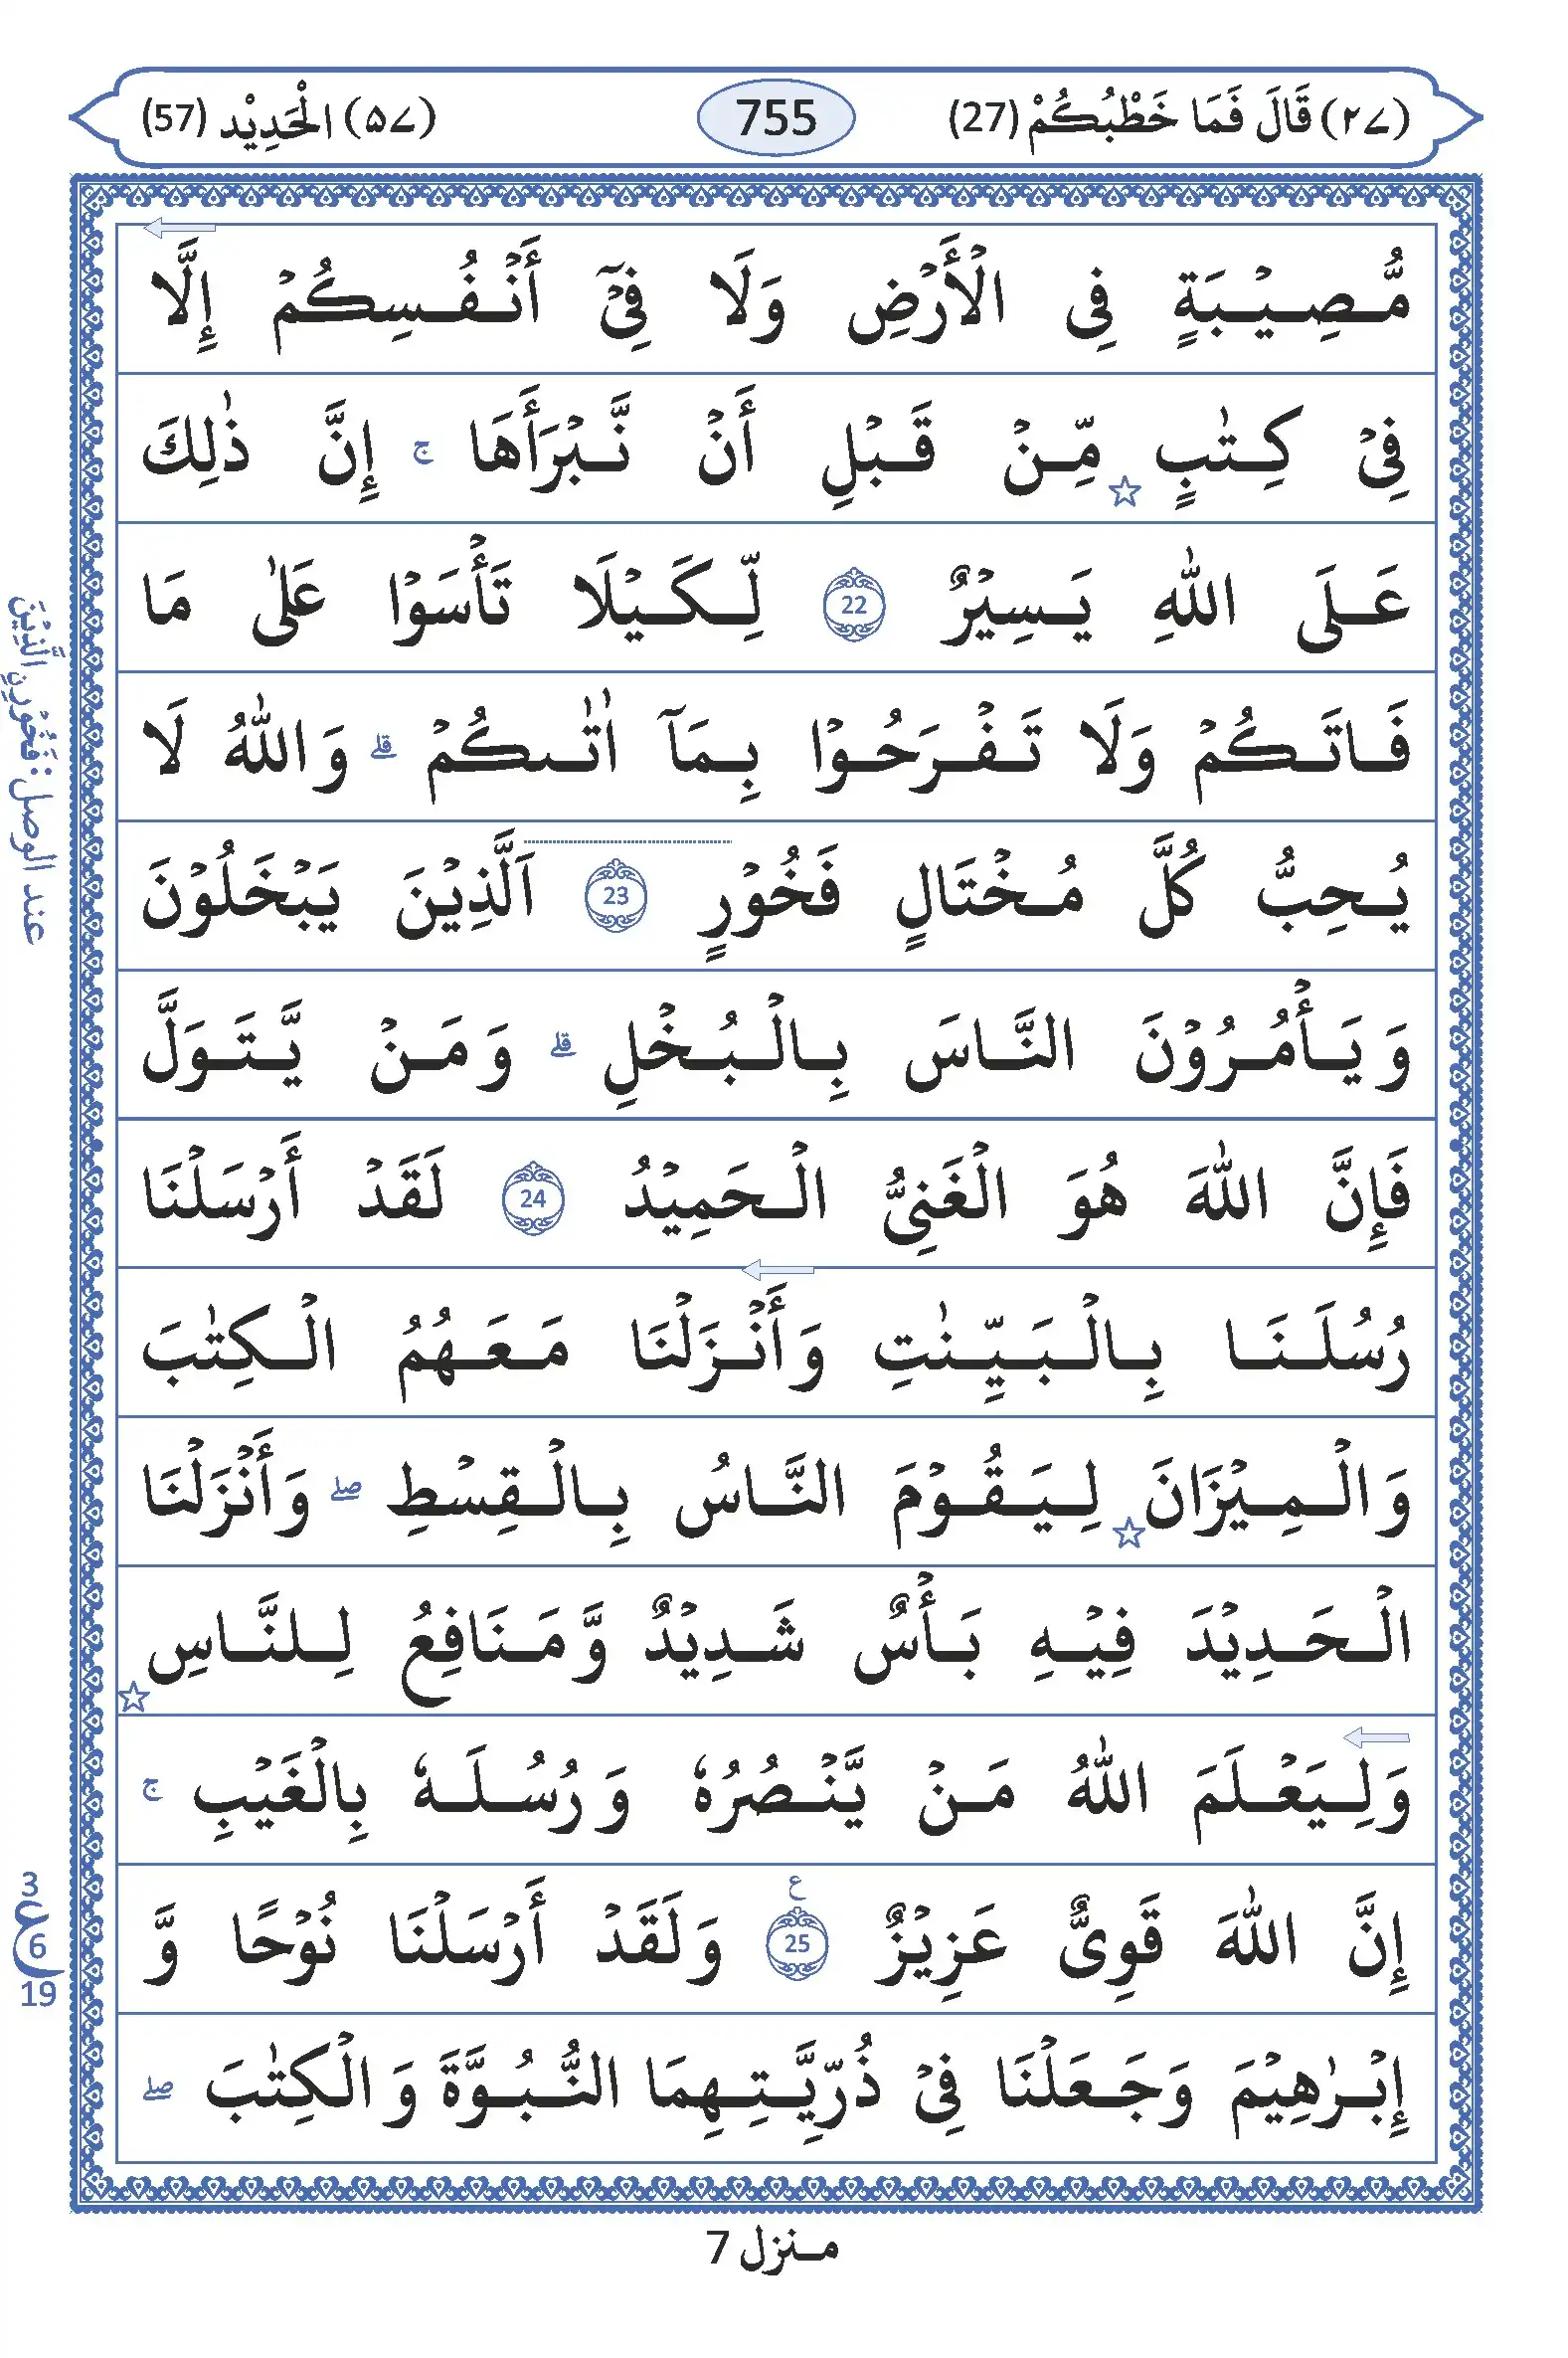 (٢٧) قَالَ فَمَا خَطْبُكُمْ (27) 755 (٥٧) الْحَدِيْد (57)
مُّصِيْبَةٍ فِى الْأَرْضِ وَلَا فِىْٓ أَنْفُسِكُمْ إِلَّا
فِىْ كِتٰبٍ ☆ مِّنْ قَبْلِ أَنْ نَّبْرَأَهَا ج إِنَّ ذٰلِكَ
عَلَى اللّٰهِ يَسِيْرٌ 22 لِّكَيْلَا تَأْسَوْا عَلٰى مَا
فَاتَكُمْ وَلَا تَفْرَحُوْا بِمَآ اٰتٰىكُمْ قلے وَاللّٰهُ لَا
يُحِبُّ كُلَّ مُخْتَالٍ فَخُوْرٍ 23 اَلَّذِيْنَ يَبْخَلُوْنَ
وَيَأْمُرُوْنَ النَّاسَ بِالْبُخْلِ قلے وَمَنْ يَّتَوَلَّ
فَإِنَّ اللّٰهَ هُوَ الْغَنِىُّ الْحَمِيْدُ 24 لَقَدْ أَرْسَلْنَا
رُسُلَنَا بِالْبَيِّنٰتِ وَأَنْزَلْنَا مَعَهُمُ الْكِتٰبَ
وَالْمِيْزَانَ ☆ لِيَقُوْمَ النَّاسُ بِالْقِسْطِ صلے وَأَنْزَلْنَا
الْحَدِيْدَ فِيْهِ بَأْسٌ شَدِيْدٌ وَّمَنَافِعُ لِلنَّاسِ ☆
وَلِيَعْلَمَ اللّٰهُ مَنْ يَّنْصُرُهٗ وَرُسُلَهٗ بِالْغَيْبِ ج
إِنَّ اللّٰهَ قَوِىٌّ عَزِيْزٌ ع 25 وَلَقَدْ أَرْسَلْنَا نُوْحًا وَّ
إِبْرٰهِيْمَ وَجَعَلْنَا فِىْ ذُرِّيَّتِهِمَا النُّبُوَّةَ وَالْكِتٰبَ صلے
عند الوصل: فَخُوْرِنِ الَّذِيْنَ
3
ع 6
19
منزل 7